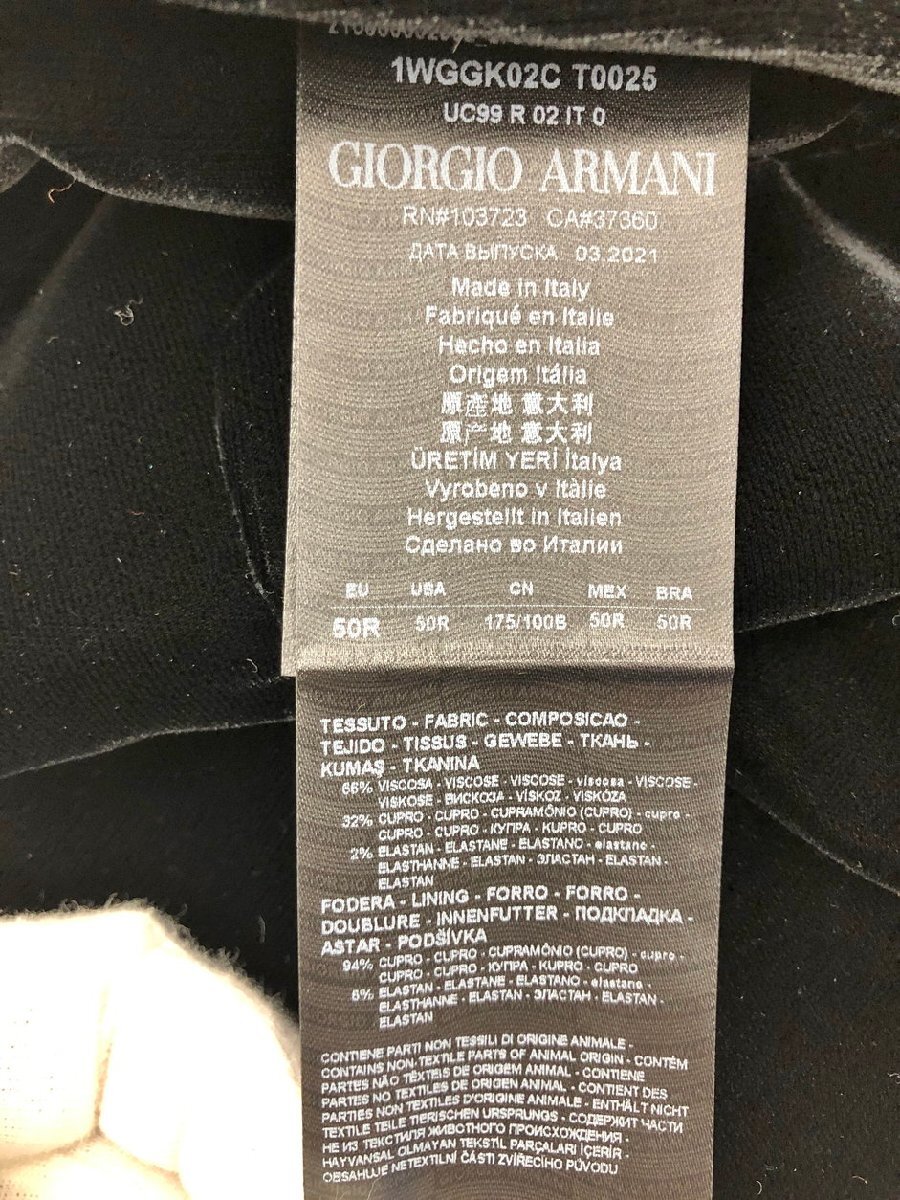 1WGGK02C T0025
UC99 R 02 IT 0
GIORGIO ARMANI
RN#103723 CA#37360
ДАТА ВЫПУСКА 03.2021
Made in Italy
Fabriqué en Italie
Hecho en Italia
Origem Itália
原產地 意大利
原产地 意大利
ÜRETİM YERİ İtalya
Vyrobeno v Itàlie
Hergestellt in Italien
Сделано во Италии
EU USA CN MEX BRA
50R 50R 175/100B 50R 50R
TESSUTO - FABRIC - COMPOSICAO -
TEJIDO - TISSUS - GEWEBE - ТКАНЬ -
KUMAŞ - TKANINA
66% VISCOSA - VISCOSE - VISCOSE - viscosa - VISCOSE -
VISKOSE - ВИСКОЗА - VİSKOZ - VISKÓZA
32% CUPRO - CUPRO - CUPRAMÔNIO (CUPRO) - cupro -
CUPRO - CUPRO - КУПРА - KUPRO - CUPRO
2% ELASTAN - ELASTANE - ELASTANO - elastano -
ELASTHANNE - ELASTAN - ЭЛАСТАН - ELASTAN -
ELASTAN
FODERA - LINING - FORRO - FORRO -
DOUBLURE - INNENFUTTER - ПОДКЛАДКА -
ASTAR - PODŠÍVKA
94% CUPRO - CUPRO - CUPRAMÔNIO (CUPRO) - cupro -
CUPRO - CUPRO - КУПРА - KUPRO - CUPRO
6% ELASTAN - ELASTANE - ELASTANO - elastano -
ELASTHANNE - ELASTAN - ЭЛАСТАН - ELASTAN -
ELASTAN
CONTIENE PARTI NON TESSILI DI ORIGINE ANIMALE -
CONTAINS NON-TEXTILE PARTS OF ANIMAL ORIGIN - CONTÉM
PARTES NÃO TÊXTEIS DE ORIGEM ANIMAL - CONTIENE
PARTES NO TEXTILES DE ORIGEN ANIMAL - CONTIENT DES
PARTIES NON TEXTILES D'ORIGINE ANIMALE - ENTHÄLT NICHT
TEXTILE TEILE TIERISCHEN URSPRUNGS - СОДЕРЖИТ ЧАСТИ
НЕ ИЗ ТЕКСТИЛЯ ЖИВОТНОГО ПРОИСХОЖДЕНИЯ -
HAYVANSAL OLMAYAN TEKSTİL PARÇALARI İÇERİR -
OBSAHUJE NETEXTILNÍ ČÁSTI ZVÍŘECÍHO PŮVODU